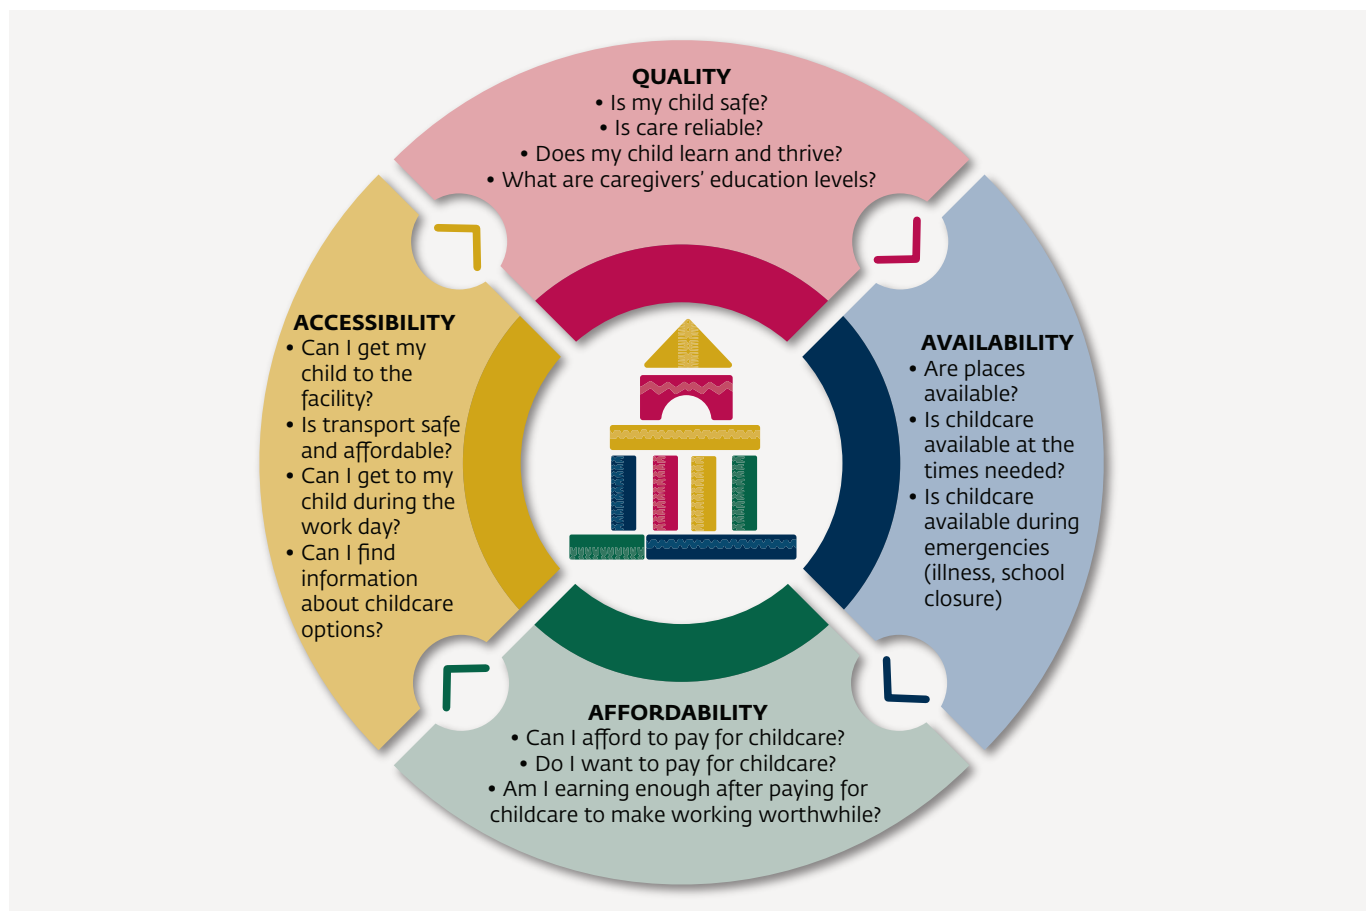 QUALITY
• Is my child safe?
• Is care reliable?
• Does my child learn and thrive?
• What are caregivers’ education levels?
ACCESSIBILITY
• Can I get my
child to the
facility?
• Is transport safe
and affordable?
• Can I get to my
child during the
work day?
• Can I find
information
about childcare
options?
AVAILABILITY
• Are places
available?
• Is childcare
available at the
times needed?
• Is childcare
available during
emergencies
(illness, school
closure)
AFFORDABILITY
• Can I afford to pay for childcare?
• Do I want to pay for childcare?
• Am I earning enough after paying for
childcare to make working worthwhile?